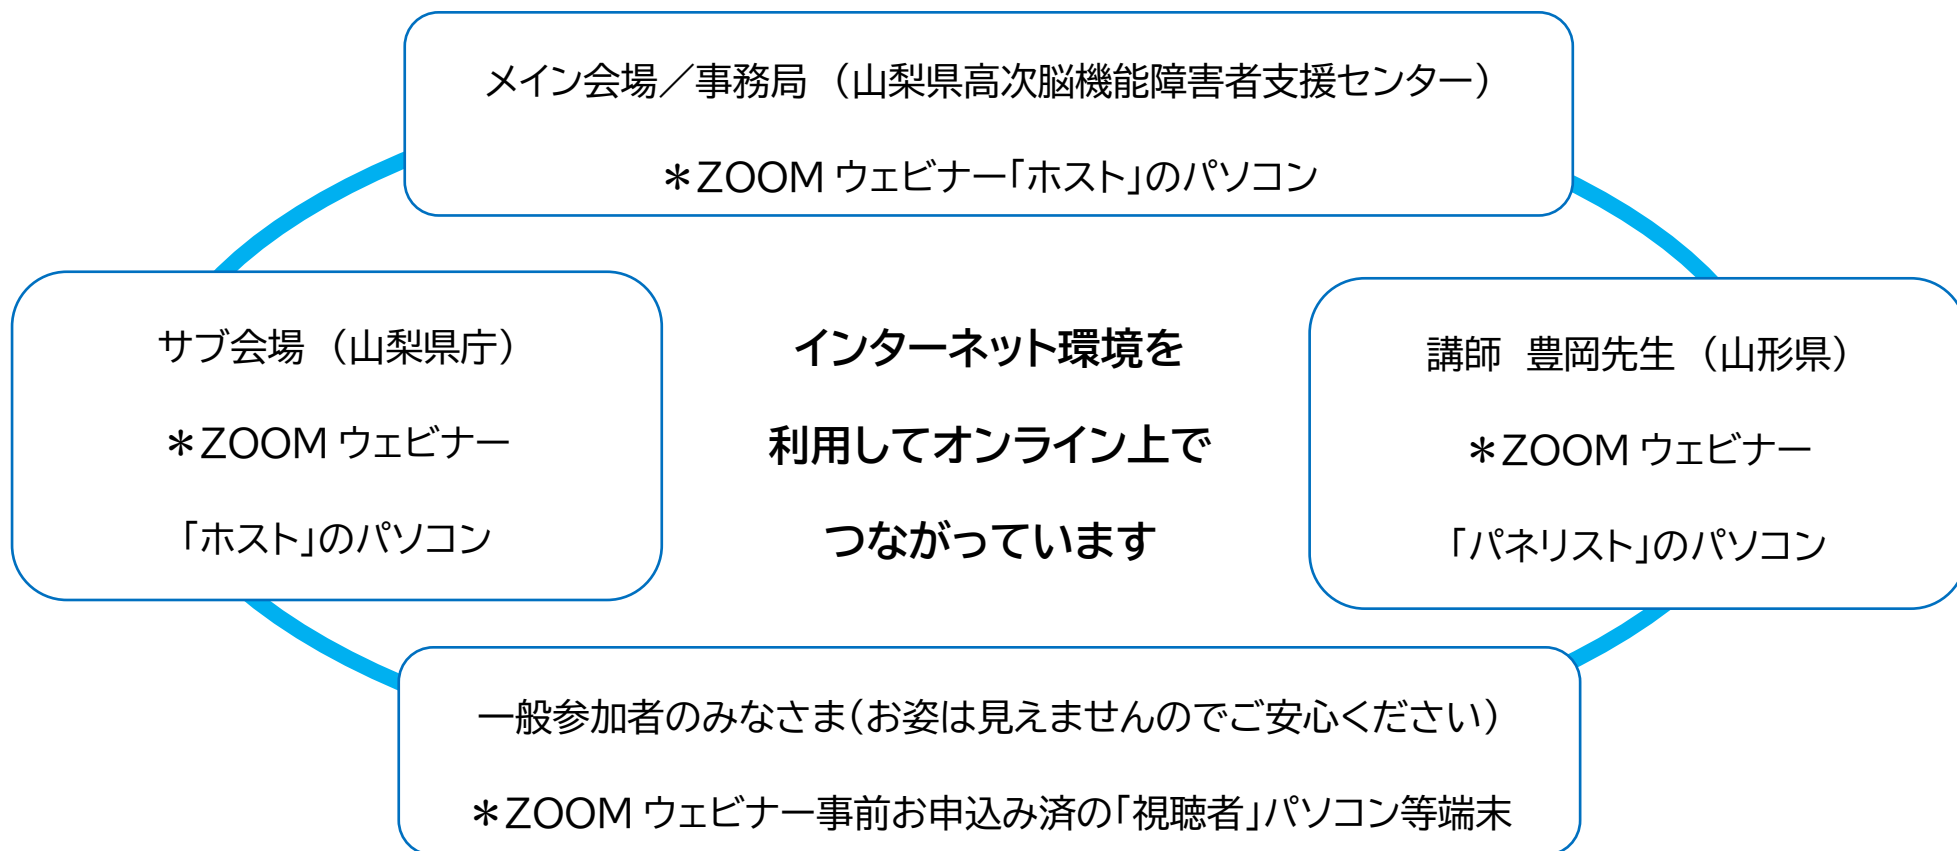 メイン会場／事務局（山梨県高次脳機能障害者支援センター）
＊ZOOM ウェビナー「ホスト」のパソコン
サブ会場（山梨県庁）
＊ZOOM ウェビナー
「ホスト」のパソコン
インターネット環境を
利用してオンライン上で
つながっています
講師　豊岡先生（山形県）
＊ZOOM ウェビナー
「パネリスト」のパソコン
一般参加者のみなさま（お姿は見えませんのでご安心ください）
＊ZOOM ウェビナー事前お申込み済の「視聴者」パソコン等端末